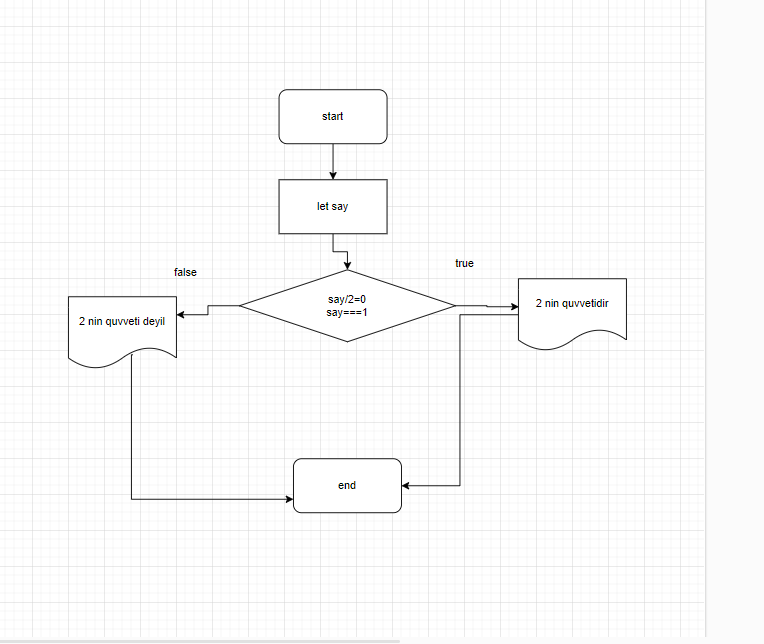 start
let say
false
true
say/2=0
say===1
2 nin quvveti deyil
2 nin quvvetidir
end